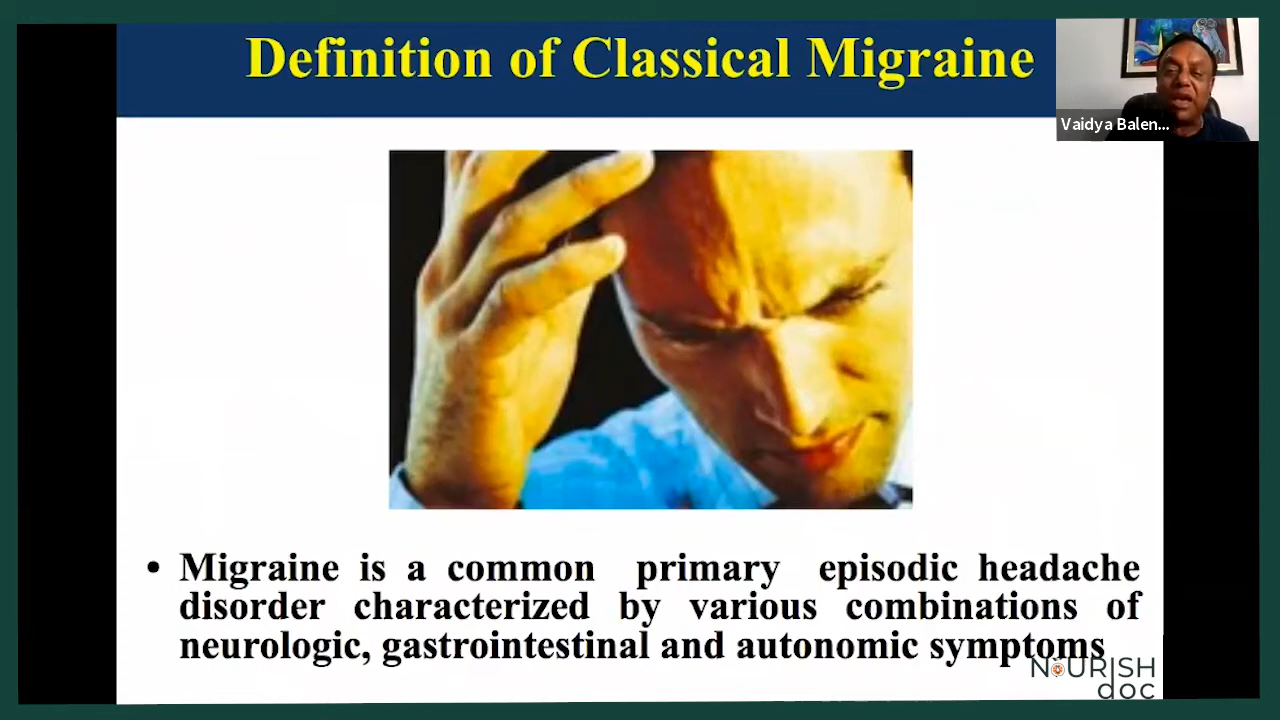 Definition of Classical Migraine
Vaidya Balen...
• Migraine is a common primary episodic headache
disorder characterized by various combinations of
neurologic, gastrointestinal and autonomic symptoms
NOURISH
doc